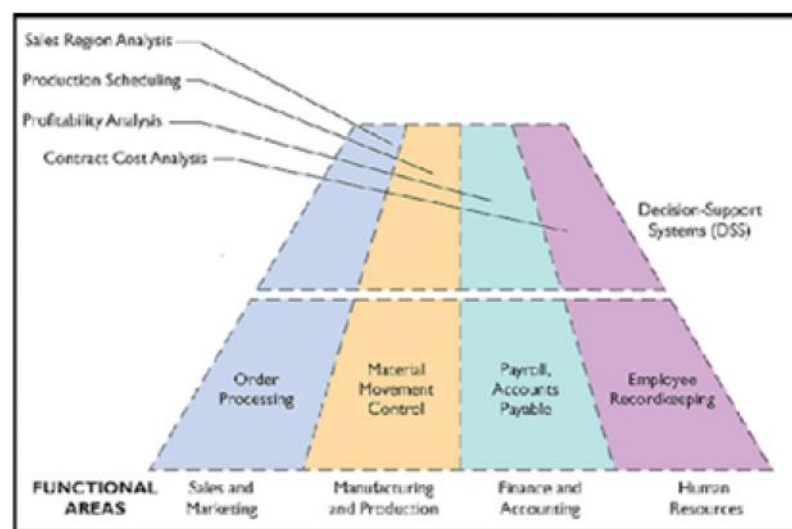 Sales Region Analysis
Production Scheduling
Profitability Analysis
Contract Cost Analysis
Decision-Support
Systems (DSS)
Order
Processing
Material
Movement
Control
Payroll,
Accounts
Payable
Employee
Recordkeeping
FUNCTIONAL
AREAS
Sales and
Marketing
Manufacturing
and Production
Finance and
Accounting
Human
Resources